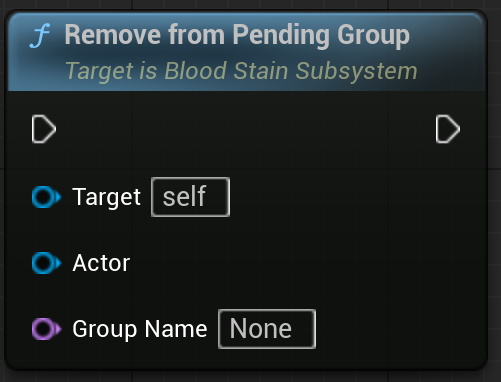 f Remove from Pending Group
Target is Blood Stain Subsystem
Target self
Actor
Group Name None